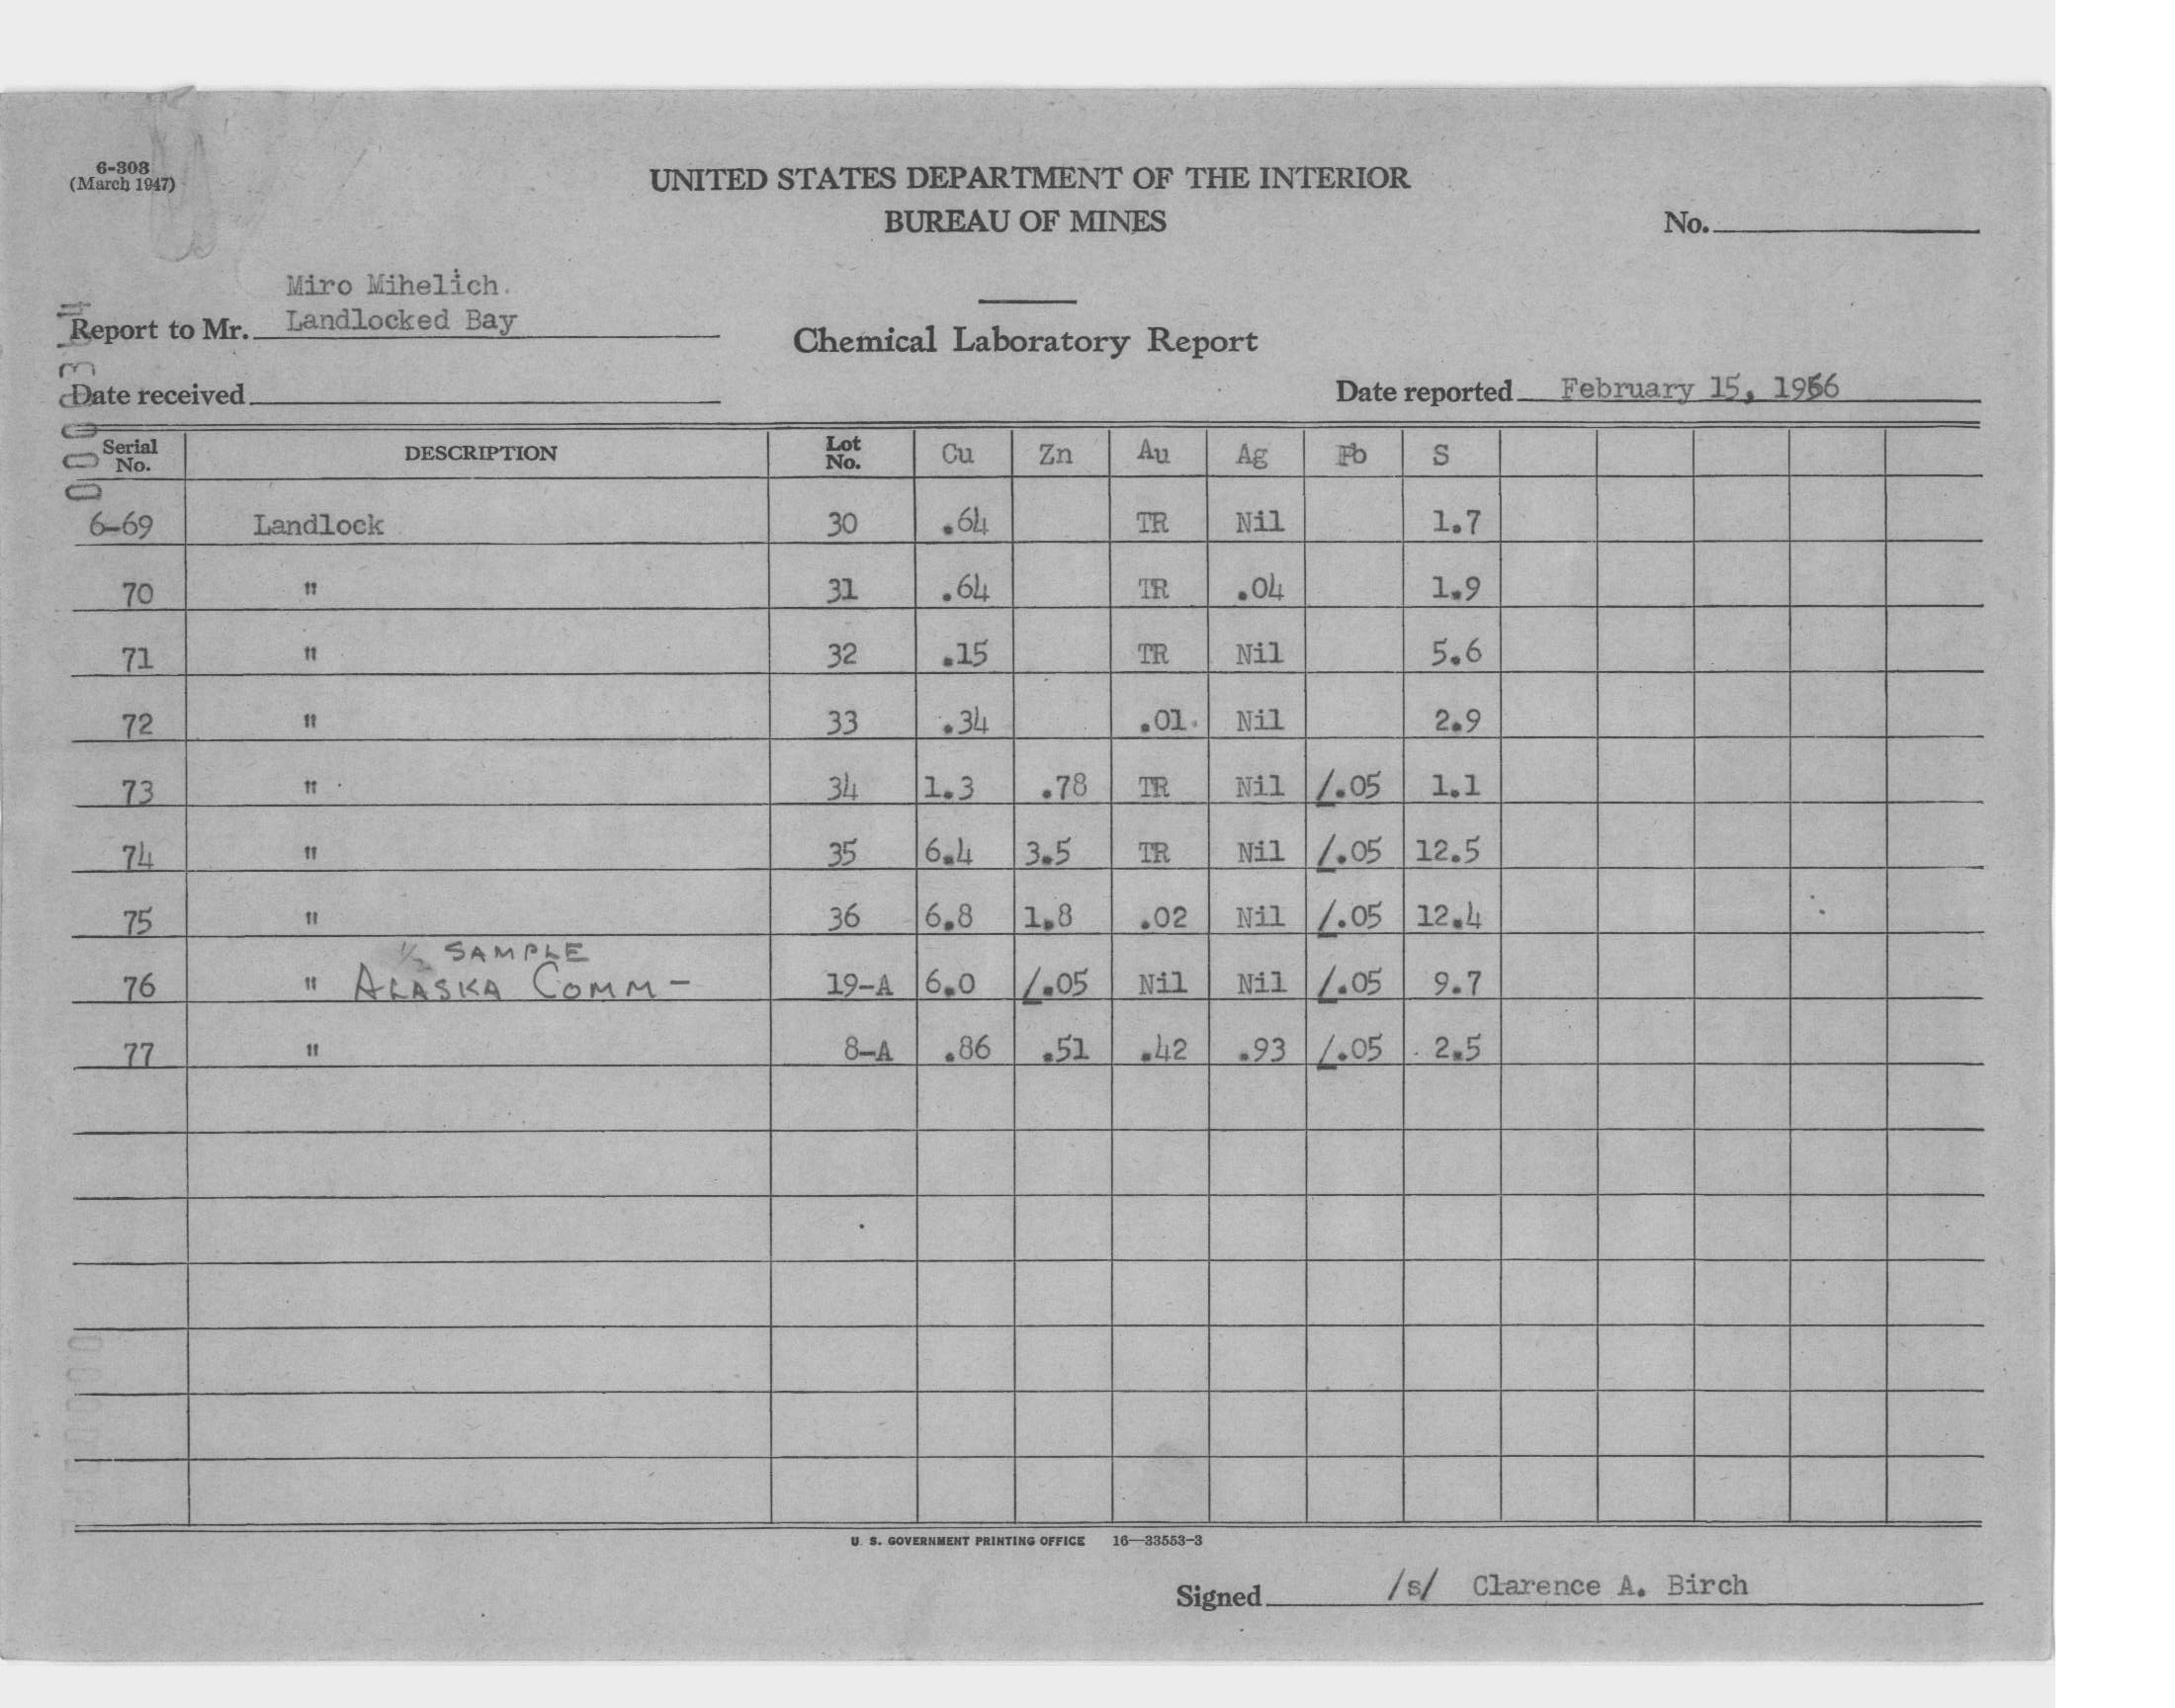 6-303
(March 1947)
UNITED STATES DEPARTMENT OF THE INTERIOR
BUREAU OF MINES
No.
Miro Mihelich.
Report to Mr. Landlocked Bay
Chemical Laboratory Report
Date received
Date reported February 15, 1966
Serial No. DESCRIPTION Lot No. Cu Zn Au Ag Pb S
6-69 Landlock 30 .64 TR Nil 1.7
70 " 31 .64 TR .04 1.9
71 " 32 .15 TR Nil 5.6
72 " 33 .34 .01 Nil 2.9
73 " 34 1.3 .78 TR Nil /.05 1.1
74 " 35 6.4 3.5 TR Nil /.05 12.5
75 " 36 6.8 1.8 .02 Nil /.05 12.4
SAMPLE
76 " ALASKA COMM- 19-A 6.0 /.05 Nil Nil /.05 9.7
77 " 8-A .86 .51 .42 .93 /.05 2.5
U. S. GOVERNMENT PRINTING OFFICE 16—33553-3
Signed /s/ Clarence A. Birch